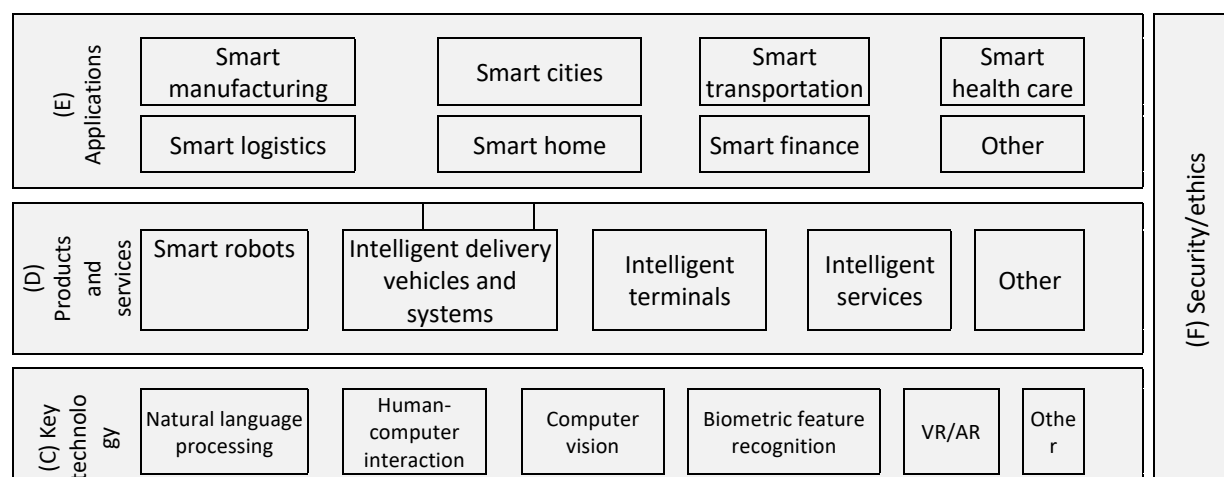 (E)
Applications
Smart
manufacturing
Smart cities
Smart
transportation
Smart
health care
Smart logistics
Smart home
Smart finance
Other
(D)
Products
and
services
Smart robots
Intelligent delivery
vehicles and
systems
Intelligent
terminals
Intelligent
services
Other
(C) Key
technolo
gy
Natural language
processing
Human-
computer
interaction
Computer
vision
Biometric feature
recognition
VR/AR
Othe
r
(F) Security/ethics